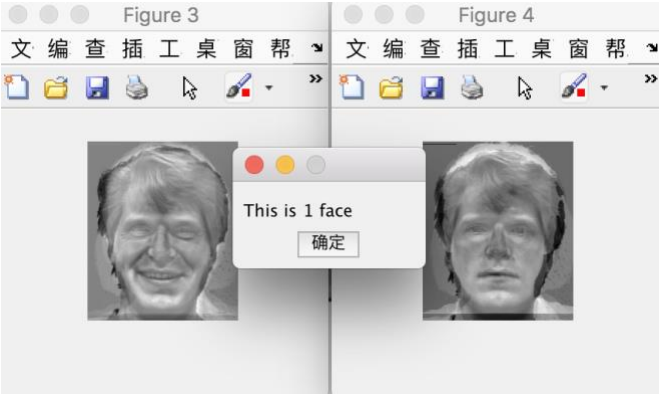 Figure 3
Figure 4
文 编 查 插 工 桌 窗 帮
文 编 查 插 工 桌 窗 帮
This is 1 face
确定